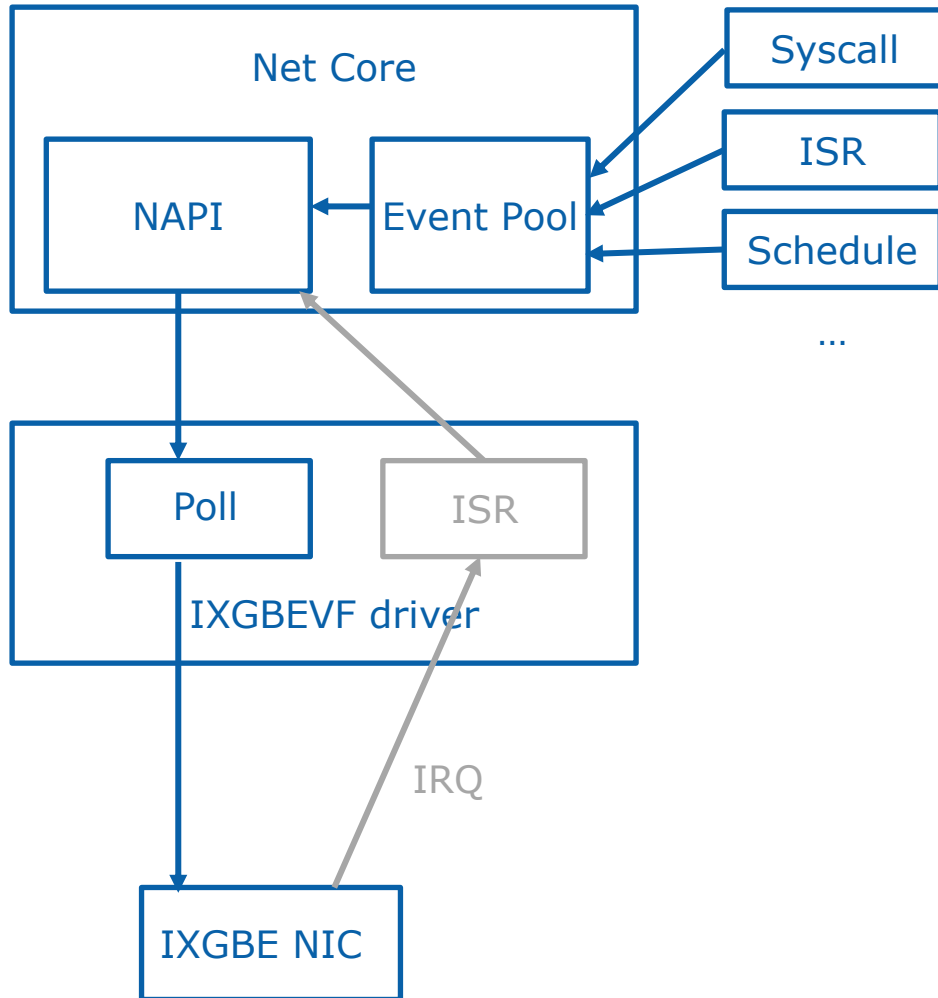 Net Core
Syscall
ISR
NAPI
Event Pool
Schedule
...
Poll
ISR
IXGBEVF driver
IRQ
IXGBE NIC